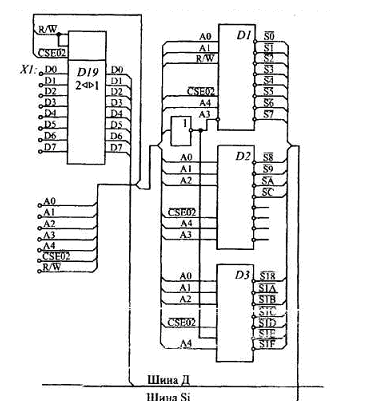 R/W
CSE02
X1:
D0 D19 D0
D1 2◁▷1 D1
D2 D2
D3 D3
D4 D4
D5 D5
D6 D6
D7 D7
A0
A1
A2
A3
A4
CSE02
R/W
A0 D1 S0
A1 S1
R/W S2
S3
S4
CSE02 S5
A4 S6
A3 S7
1
A0 D2 S8
A1 S9
A2 SA
SC
CSE02
A4
A3
A0 D3 S18
A1 S1A
A2 S1B
S1C
CSE02 S1D
S1E
A4 S1F
Шина Д
Шина Si